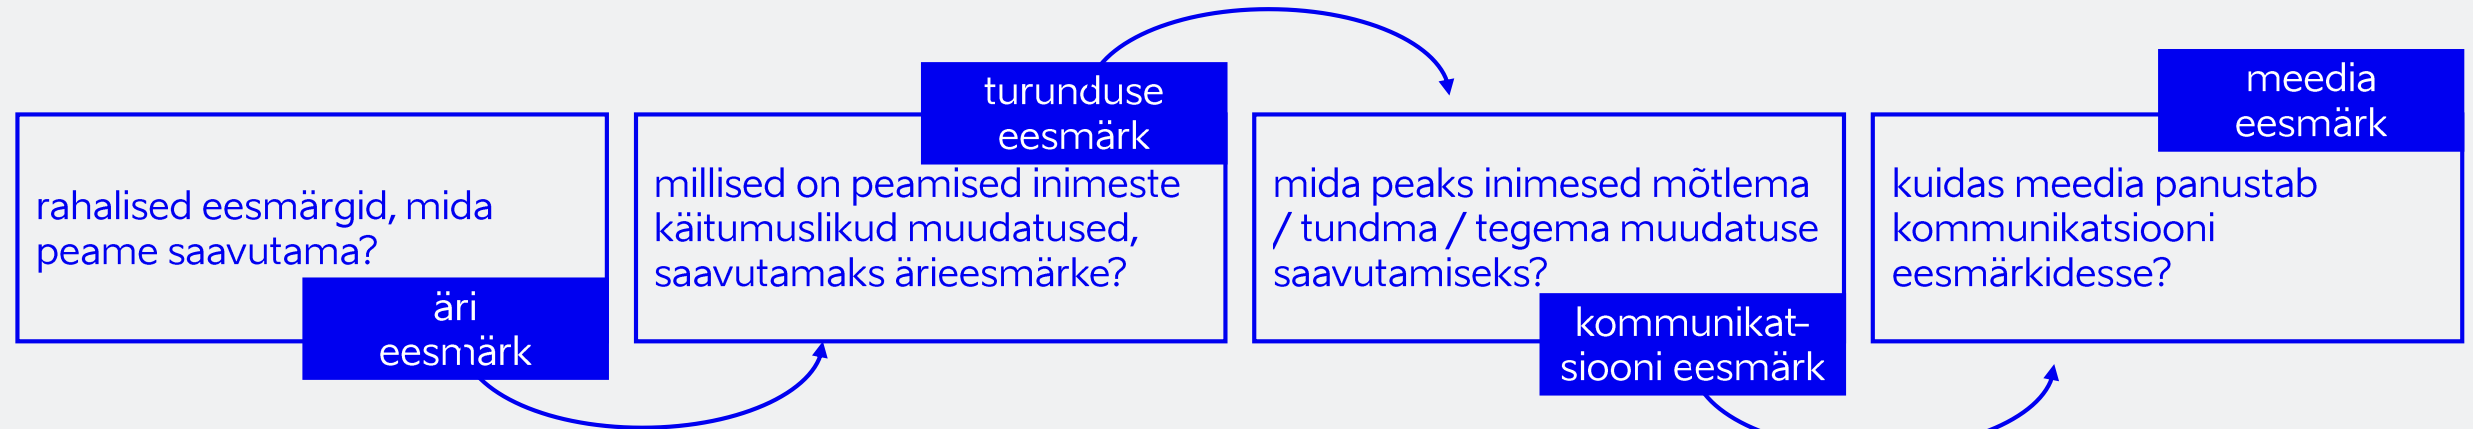 rahalised eesmärgid, mida
peame saavutama?
äri
eesmärk
turunduse
eesmärk
millised on peamised inimeste
käitumuslikud muudatused,
saavutamaks ärieesmärke?
mida peaks inimesed mõtlema
/ tundma / tegema muudatuse
saavutamiseks?
kommunikat-
siooni eesmärk
meedia
eesmärk
kuidas meedia panustab
kommunikatsiooni
eesmärkidesse?